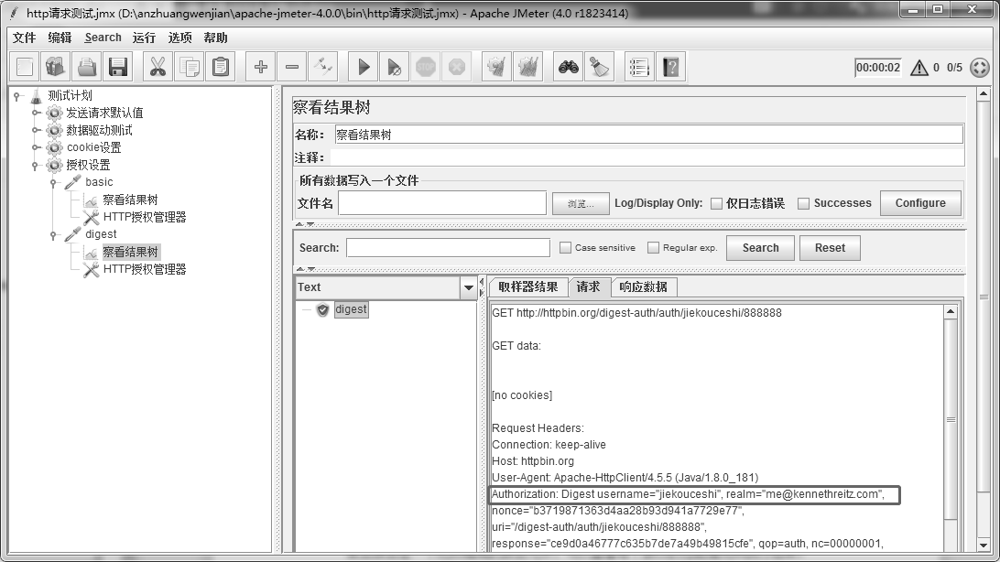 http请求测试.jmx (D:\anzhuangwenjian\apache-jmeter-4.0.0\bin\http请求测试.jmx) - Apache JMeter (4.0 r1823414)
文件 编辑 Search 运行 选项 帮助
STOP
00:00:02 0 0/5
测试计划
发送请求默认值
数据驱动测试
cookie设置
授权设置
basic
察看结果树
HTTP授权管理器
digest
察看结果树
HTTP授权管理器
察看结果树
名称： 察看结果树
注释：
所有数据写入一个文件
文件名 浏览... Log/Display Only: 仅日志错误 Successes Configure
Search: Case sensitive Regular exp. Search Reset
Text
digest
取样器结果 请求 响应数据
GET http://httpbin.org/digest-auth/auth/jiekouceshi/888888
GET data:
[no cookies]
Request Headers:
Connection: keep-alive
Host: httpbin.org
User-Agent: Apache-HttpClient/4.5.5 (Java/1.8.0_181)
Authorization: Digest username="jiekouceshi", realm="me@kennethreitz.com",
nonce="b3719871363d4aa28b93d941a7729e77",
uri="/digest-auth/auth/jiekouceshi/888888",
response="ce9d0a46777c635b7de7a49b49815cfe", qop=auth, nc=00000001,